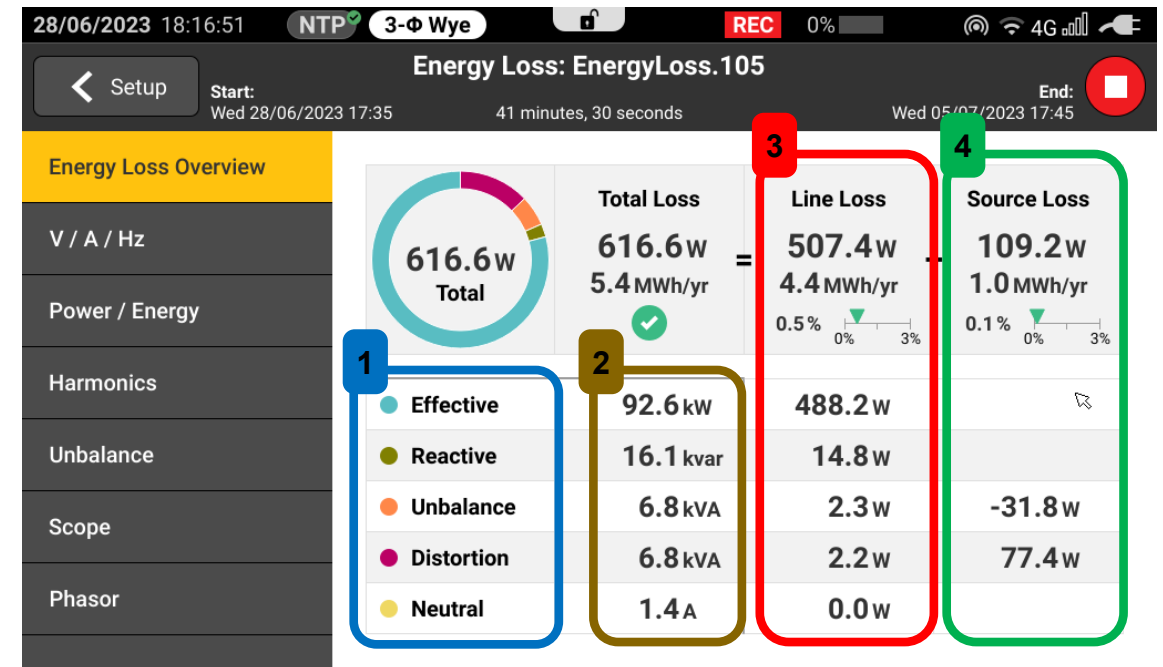 28/06/2023 18:16:51 NTP 3-Φ Wye REC 0% 4G
Energy Loss: EnergyLoss.105
Setup
Start:
Wed 28/06/2023 17:35
41 minutes, 30 seconds
End:
Wed 05/07/2023 17:45
Energy Loss Overview
V / A / Hz
Power / Energy
Harmonics
Unbalance
Scope
Phasor
3
4
616.6 W
Total
Total Loss
616.6 W
5.4 MWh/yr
=
Line Loss
507.4 W
4.4 MWh/yr
0.5 % 0% 3%
Source Loss
109.2 W
1.0 MWh/yr
0.1 % 0% 3%
1
2
Effective 92.6 kW 488.2 W
Reactive 16.1 kvar 14.8 W
Unbalance 6.8 kVA 2.3 W -31.8 W
Distortion 6.8 kVA 2.2 W 77.4 W
Neutral 1.4 A 0.0 W